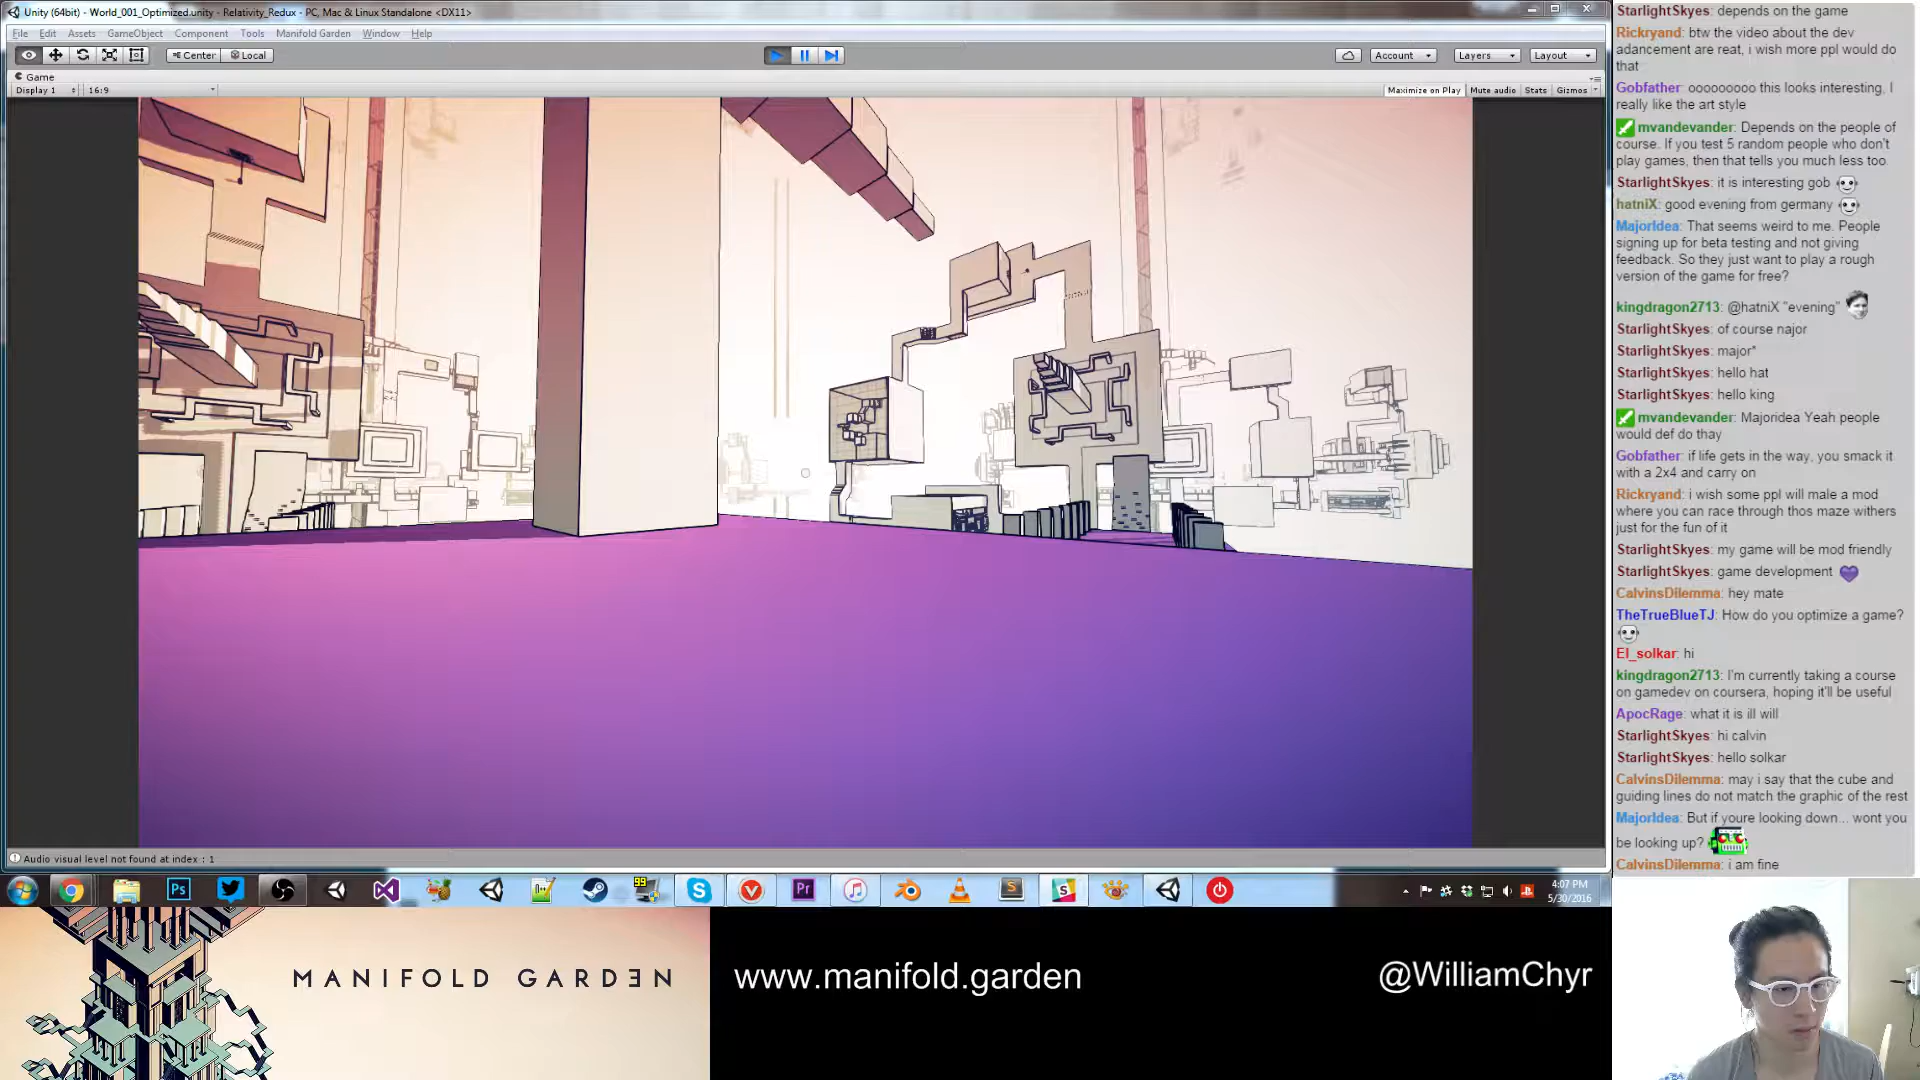 Unity (64bit) - World_001_Optimized.unity - Relativity_Redux - PC, Mac & Linux Standalone <DX11>
File Edit Assets GameObject Component Tools Manifold Garden Window Help
Center Local Account Layers Layout
Game
Display 1 16:9 Maximize on Play Mute audio Stats Gizmos
Audio visual level not found at index : 1
99
4:07 PM
5/30/2016
StarlightSkyes: depends on the game
Rickryand: btw the video about the dev
adancement are reat, i wish more ppl would do
that
Gobfather: ooooooooo this looks interesting, I
really like the art style
mvandevander: Depends on the people of
course. If you test 5 random people who don't
play games, then that tells you much less too
StarlightSkyes: it is interesting gob
hatniX: good evening from germany
MajorIdea: That seems weird to me. People
signing up for beta testing and not giving
feedback. So they just want to play a rough
version of the game for free?
kingdragon2713: @hatniX "evening"
StarlightSkyes: of course najor
StarlightSkyes: major*
StarlightSkyes: hello hat
StarlightSkyes: hello king
mvandevander: Majoridea Yeah people
would def do thay
Gobfather: if life gets in the way, you smack it
with a 2x4 and carry on
Rickryand: i wish some ppl will male a mod
where you can race through thos maze withers
just for the fun of it
StarlightSkyes: my game will be mod friendly
StarlightSkyes: game development
CalvinsDilemma: hey mate
TheTrueBlueTJ: How do you optimize a game?
El_solkar: hi
kingdragon2713: I'm currently taking a course
on gamedev on coursera, hoping it'll be useful
ApocRage: what it is ill will
StarlightSkyes: hi calvin
StarlightSkyes: hello solkar
CalvinsDilemma: may i say that the cube and
guiding lines do not match the graphic of the rest
MajorIdea: But if youre looking down... wont you
be looking up?
CalvinsDilemma: i am fine
MANIFOLD GARDƎN
www.manifold.garden
@WilliamChyr